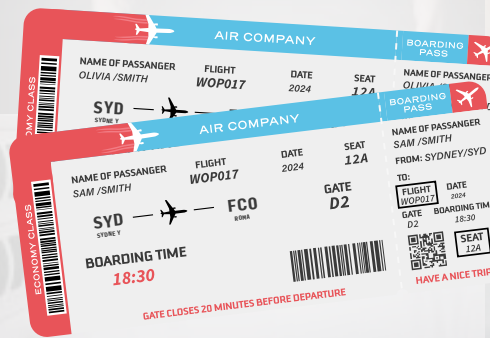 AIR COMPANY
BOARDING
PASS
ECONOMY CLASS
NAME OF PASSANGER
OLIVIA /SMITH
FLIGHT
WOP017
DATE
2024
SEAT
12A
SYD
SYDNEY
AIR COMPANY
BOARDING
PASS
ECONOMY CLASS
NAME OF PASSANGER
SAM /SMITH
FLIGHT
WOP017
DATE
2024
SEAT
12A
SYD
SYDNEY
FCO
ROMA
GATE
D2
BOARDING TIME
18:30
GATE CLOSES 20 MINUTES BEFORE DEPARTURE
NAME OF PASSANGER
SAM /SMITH
FROM: SYDNEY/SYD
TO:
FLIGHT
WOP017
DATE
2024
GATE
D2
BOARDING TIME
18:30
SEAT
12A
HAVE A NICE TRIP